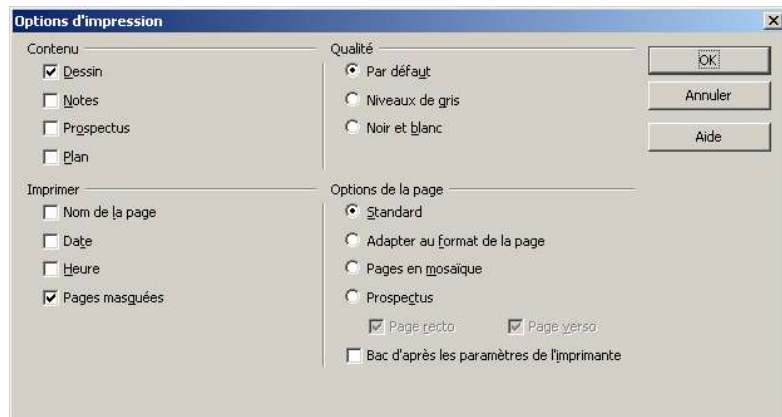 Options d'impression
Contenu
Dessin
Notes
Prospectus
Plan
Qualité
Par défaut
Niveaux de gris
Noir et blanc
OK
Annuler
Aide
Imprimer
Nom de la page
Date
Heure
Pages masquées
Options de la page
Standard
Adapter au format de la page
Pages en mosaïque
Prospectus
Page recto
Page verso
Bac d'après les paramètres de l'imprimante